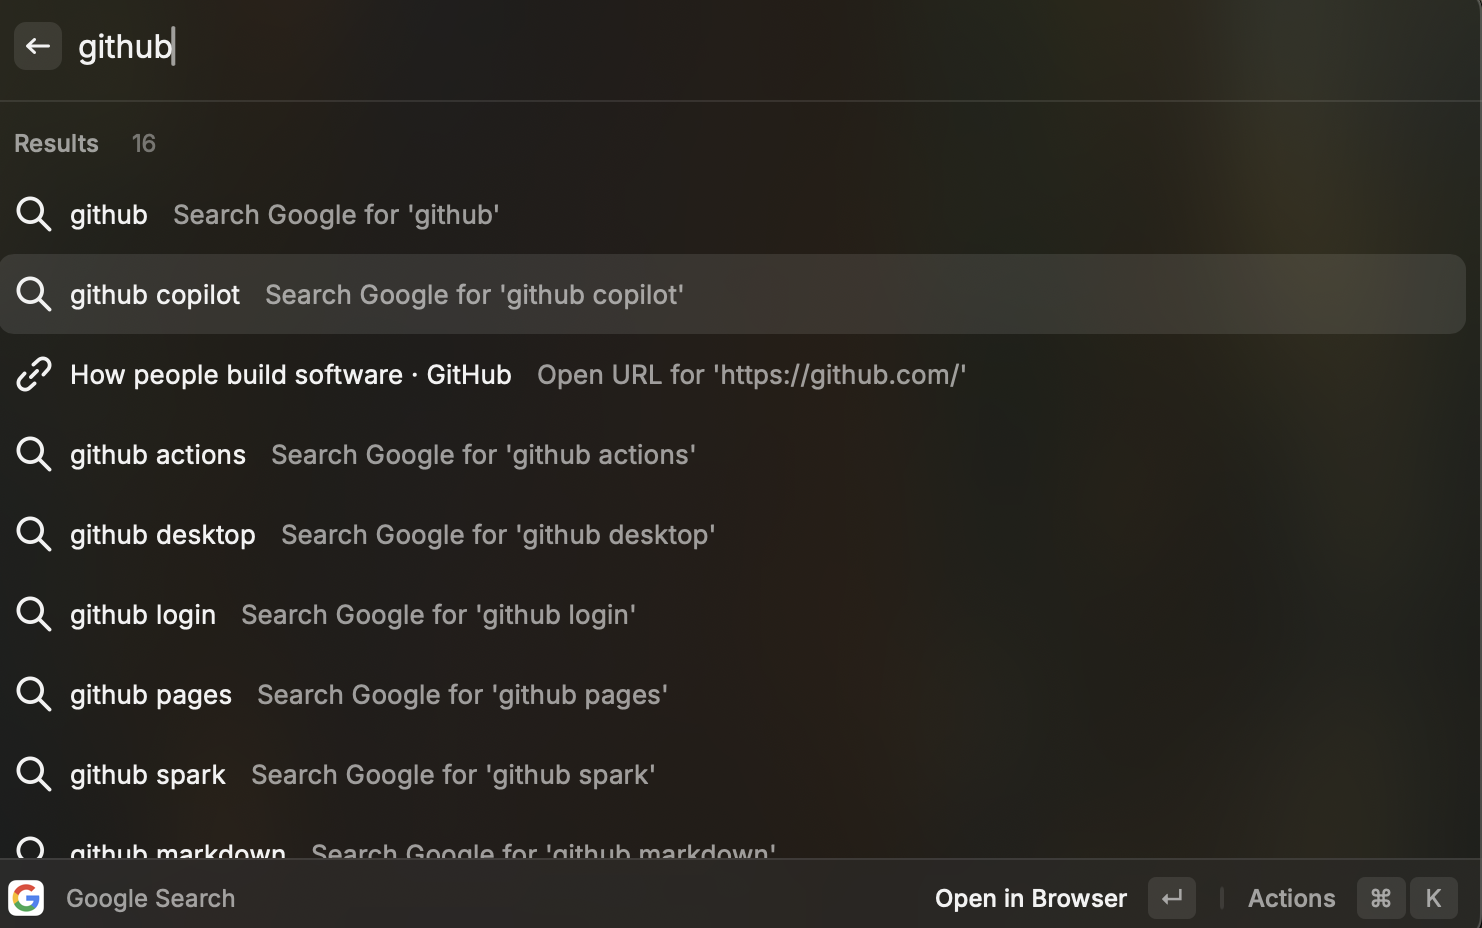 github
Results 16
github Search Google for 'github'
github copilot Search Google for 'github copilot'
How people build software · GitHub Open URL for 'https://github.com/'
github actions Search Google for 'github actions'
github desktop Search Google for 'github desktop'
github login Search Google for 'github login'
github pages Search Google for 'github pages'
github spark Search Google for 'github spark'
github markdown Search Google for 'github markdown'
Google Search Open in Browser ↵ Actions ⌘ K